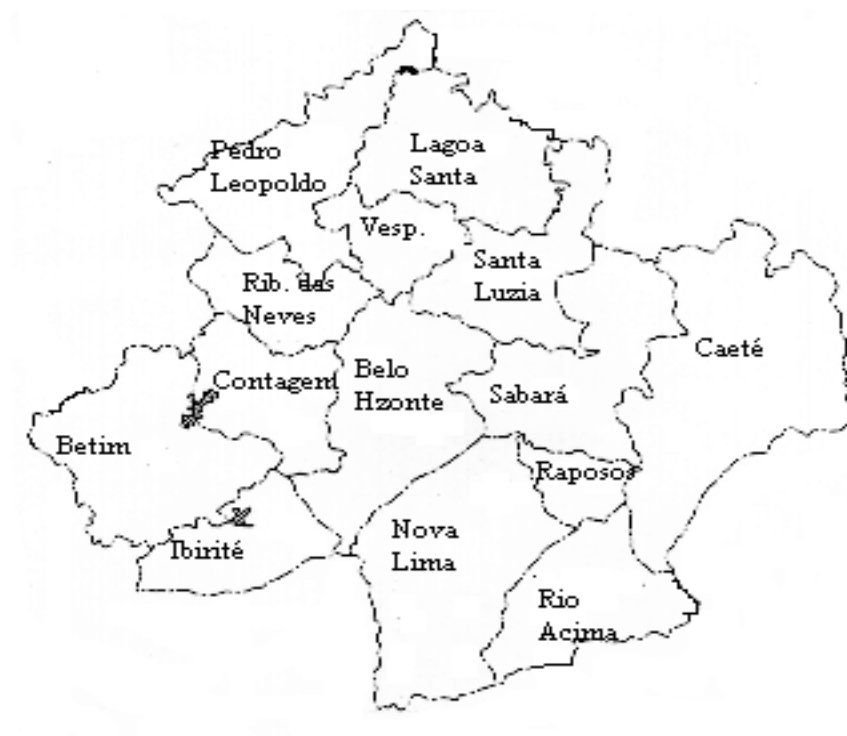 Pedro
Leopoldo
Lagoa
Santa
Vesp.
Santa
Luzia
Rib. das
Neves
Caeté
Contagem
Belo
Hzonte
Sabará
Betim
Raposos
Nova
Lima
Ibirité
Rio
Acima